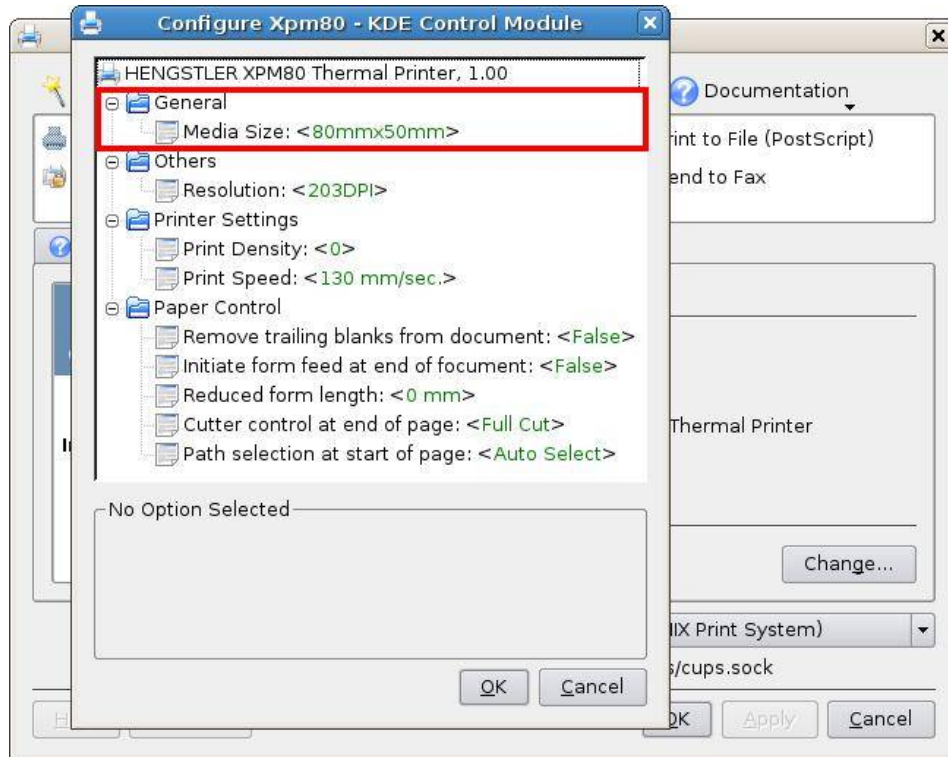 Configure Xpm80 - KDE Control Module
HENGSTLER XPM80 Thermal Printer, 1.00
General
Media Size: <80mmx50mm>
Others
Resolution: <203DPI>
Printer Settings
Print Density: <0>
Print Speed: <130 mm/sec.>
Paper Control
Remove trailing blanks from document: <False>
Initiate form feed at end of focument: <False>
Reduced form length: <0 mm>
Cutter control at end of page: <Full Cut>
Path selection at start of page: <Auto Select>
No Option Selected
OK Cancel
Documentation
int to File (PostScript)
end to Fax
Thermal Printer
Change...
IX Print System)
s/cups.sock
OK Apply Cancel